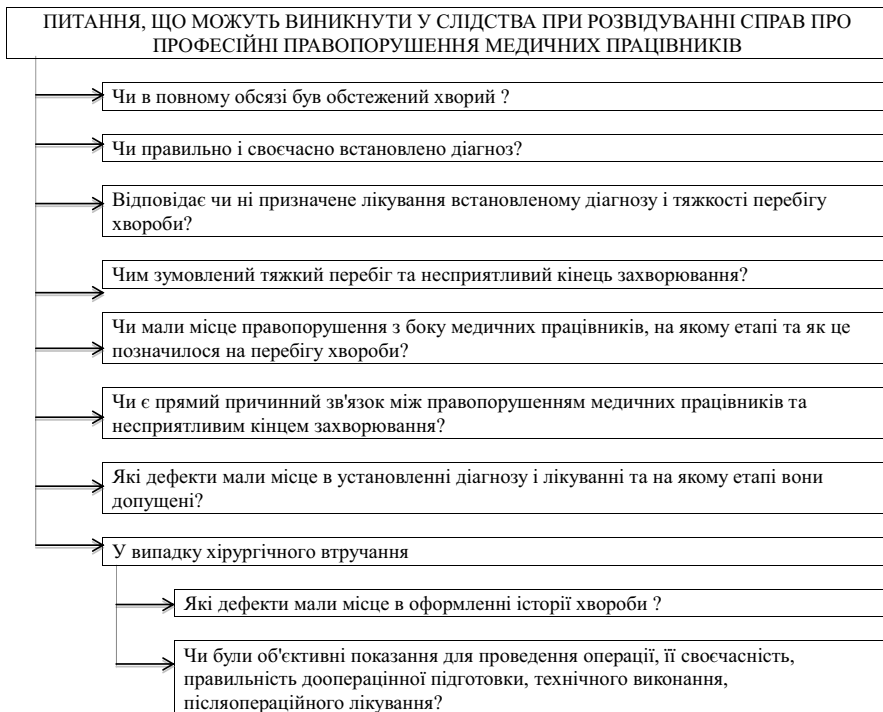 ПИТАННЯ, ЩО МОЖУТЬ ВИНИКНУТИ У СЛІДСТВА ПРИ РОЗВІДУВАННІ СПРАВ ПРО
ПРОФЕСІЙНІ ПРАВОПОРУШЕННЯ МЕДИЧНИХ ПРАЦІВНИКІВ
Чи в повному обсязі був обстежений хворий ?
Чи правильно і своєчасно встановлено діагноз?
Відповідає чи ні призначене лікування встановленому діагнозу і тяжкості перебігу
хвороби?
Чим зумовлений тяжкий перебіг та несприятливий кінець захворювання?
Чи мали місце правопорушення з боку медичних працівників, на якому етапі та як це
позначилося на перебігу хвороби?
Чи є прямий причинний зв'язок між правопорушенням медичних працівників та
несприятливим кінцем захворювання?
Які дефекти мали місце в установленні діагнозу і лікуванні та на якому етапі вони
допущені?
У випадку хірургічного втручання
Які дефекти мали місце в оформленні історії хвороби ?
Чи були об'єктивні показання для проведення операції, її своєчасність,
правильність дооперацінної підготовки, технічного виконання,
післяопераційного лікування?